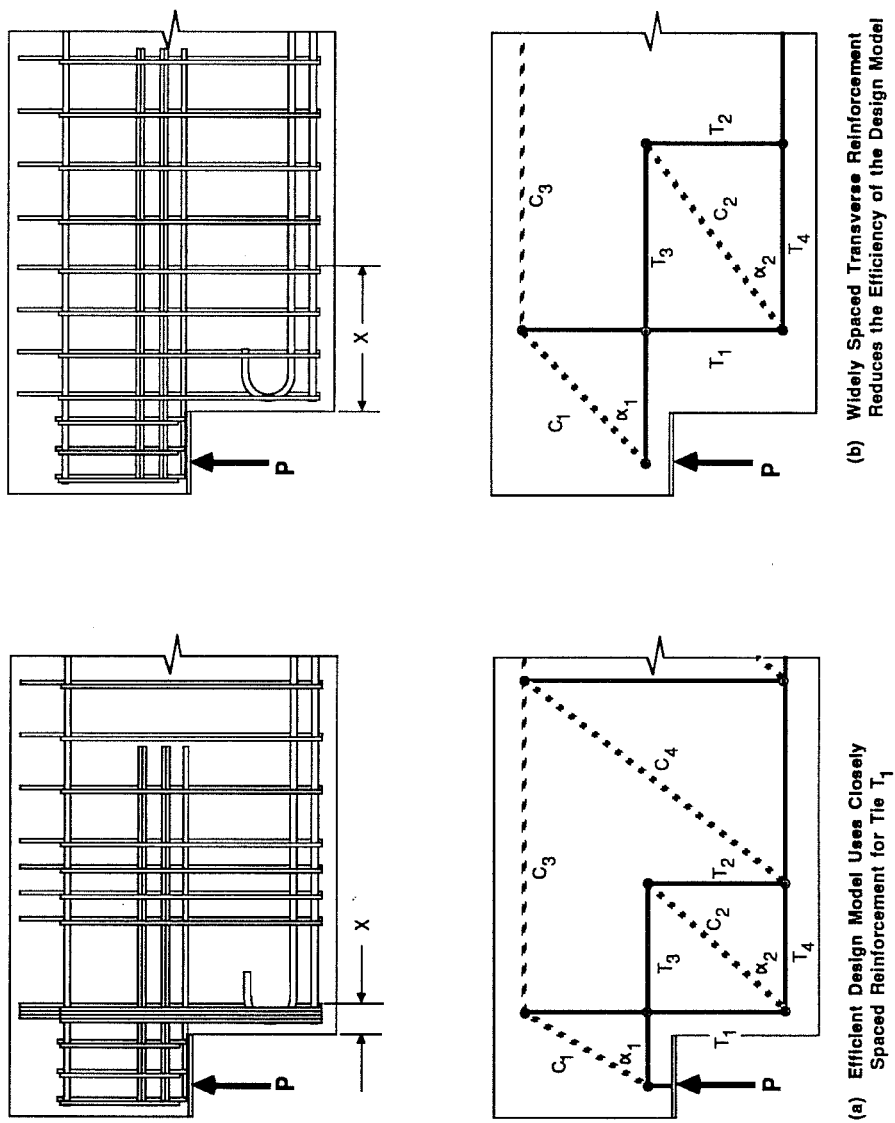 X
P
C1
α1
C3
T3
C2
T2
α2
T1
T4
C4
P
(a) Efficient Design Model Uses Closely
Spaced Reinforcement for Tie T1
X
P
C3
C1
α1
T3
T2
C2
α2
T1
T4
P
(b) Widely Spaced Transverse Reinforcement
Reduces the Efficiency of the Design Model